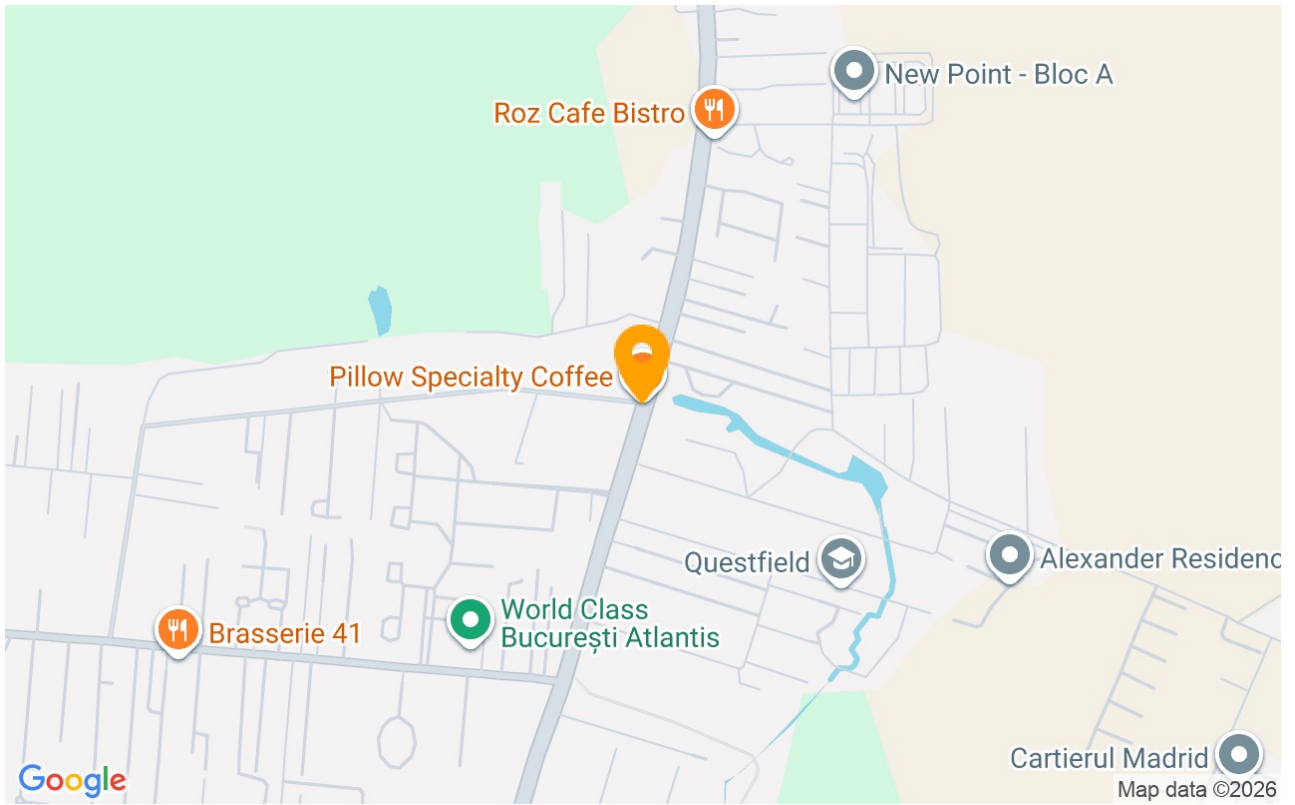 New Point - Bloc A
Roz Cafe Bistro
Pillow Specialty Coffee
Questfield
Alexander Residenc
World Class
București Atlantis
Brasserie 41
Cartierul Madrid
Google
Map data ©2026